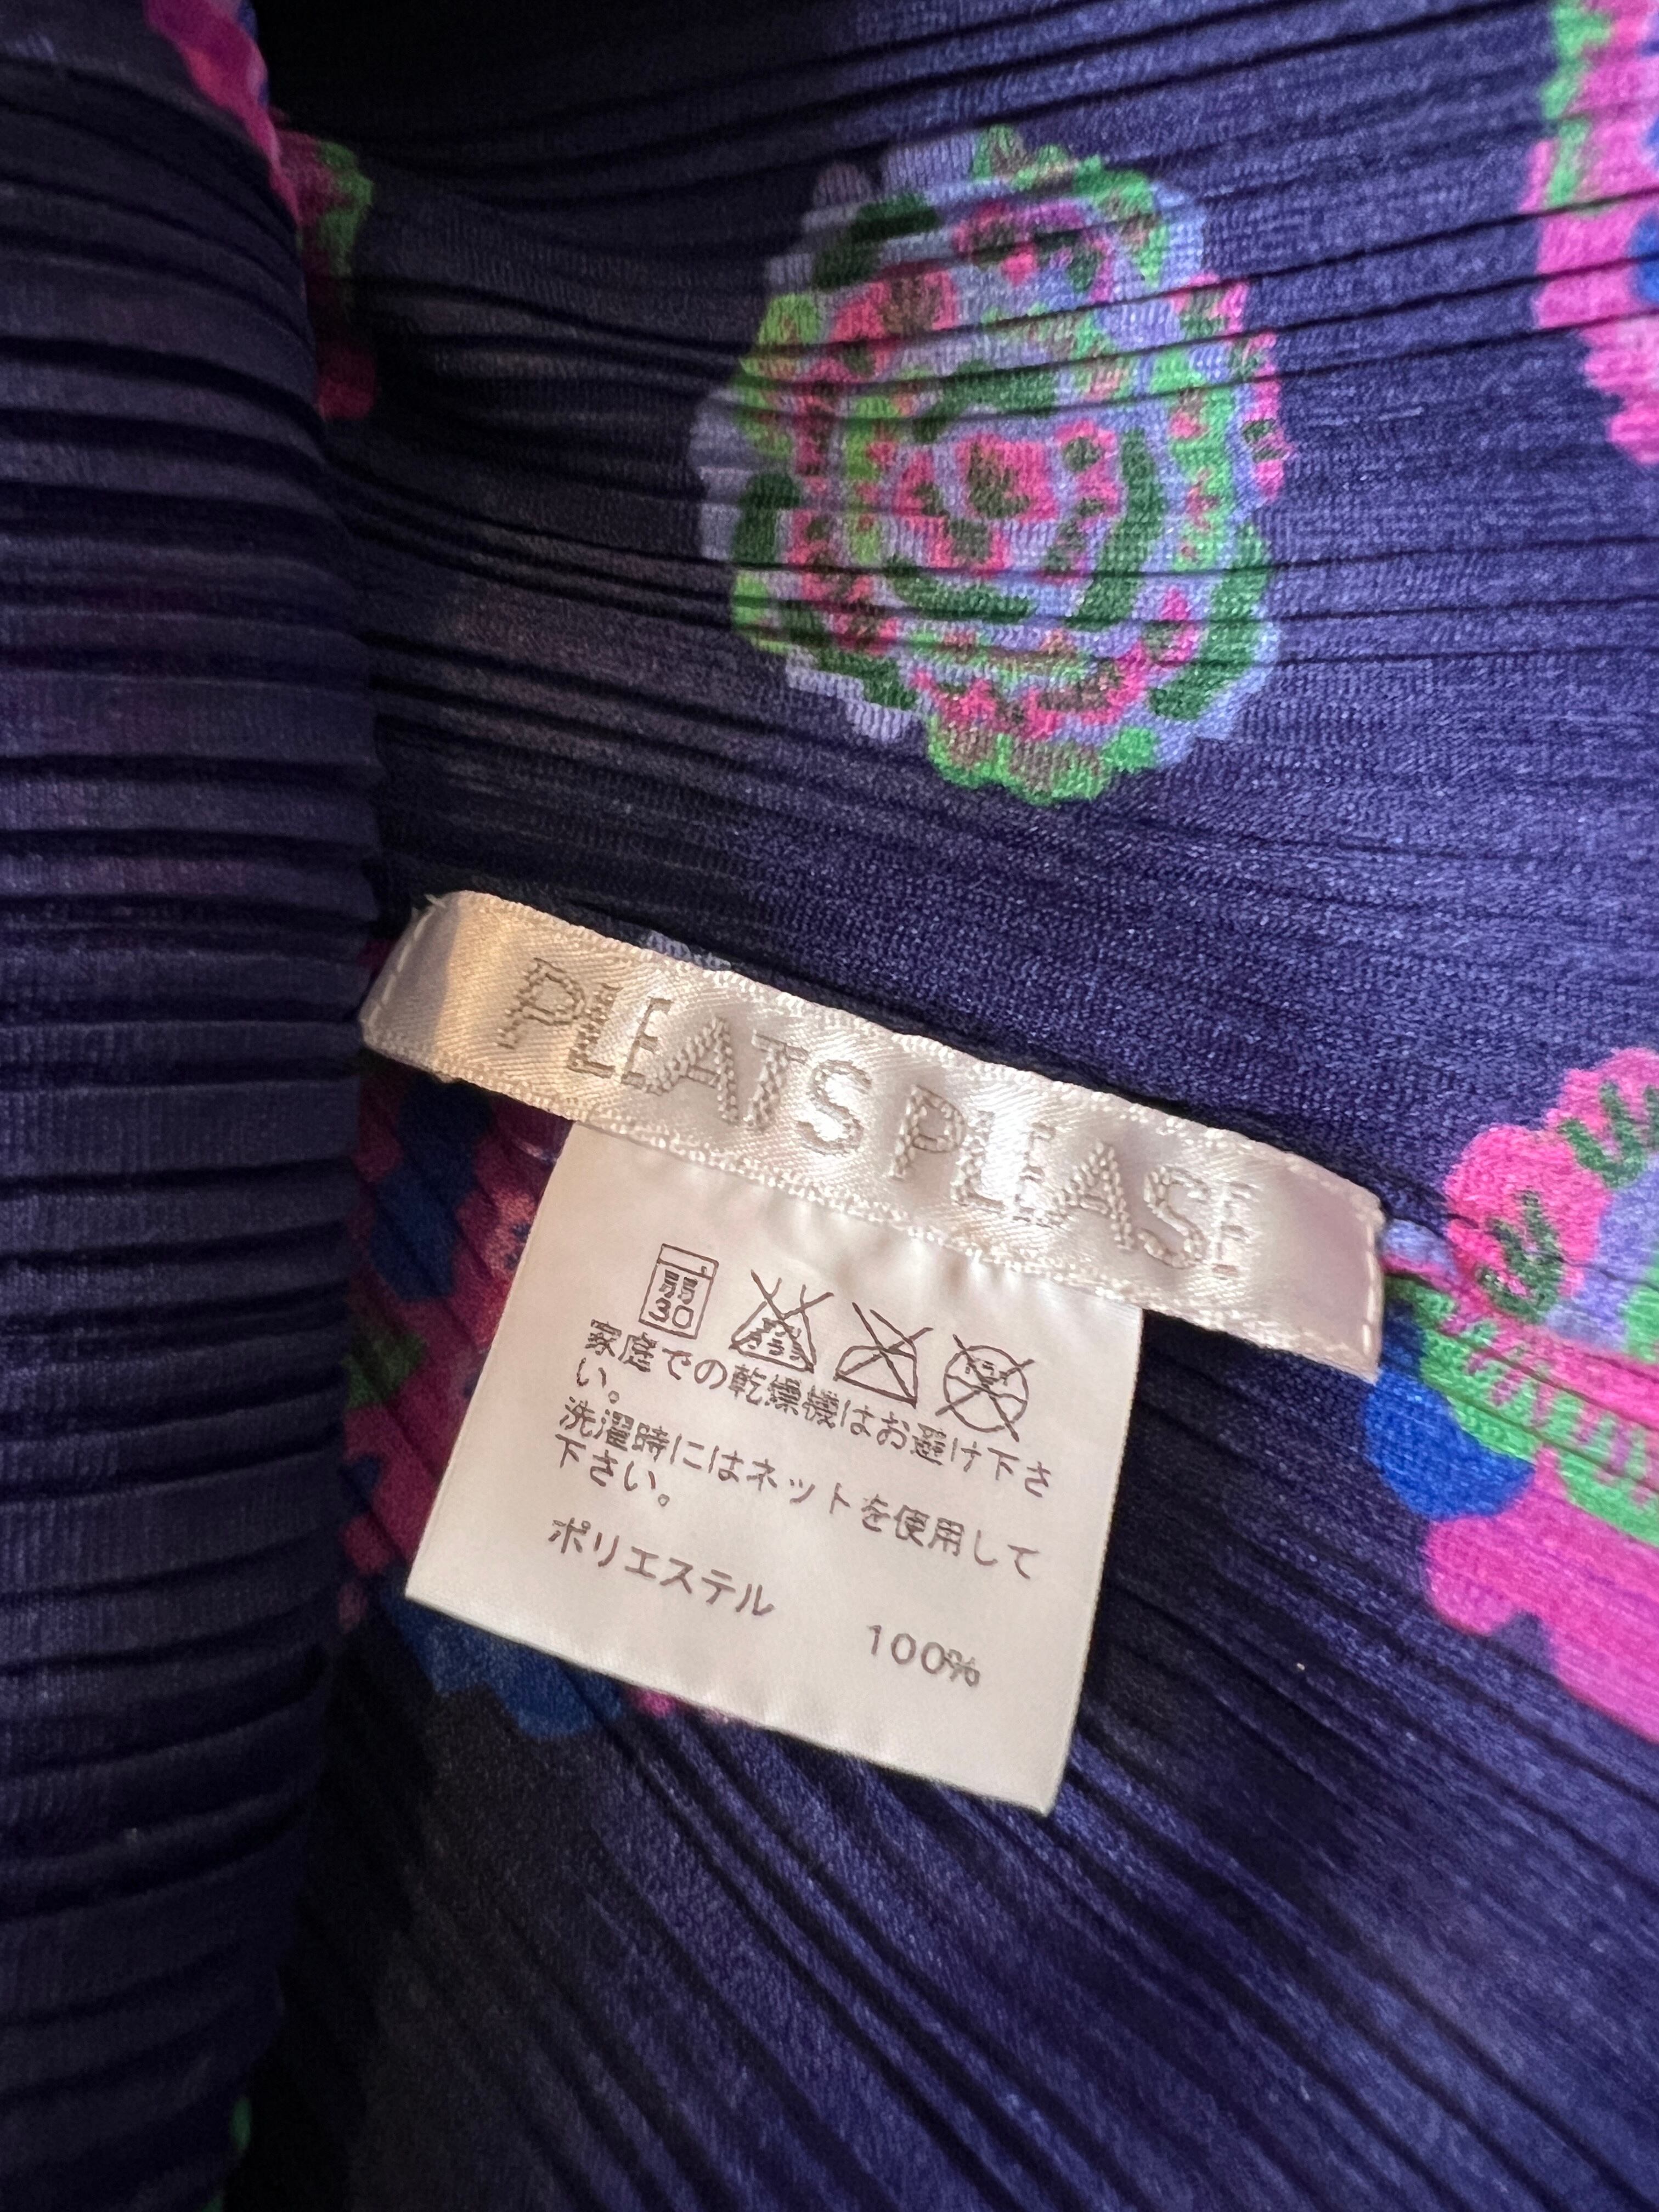 PLEATS PLEASE
家庭での乾燥機はお避け下さ
い。
洗濯時にはネットを使用して
下さい。
ポリエステル 100%